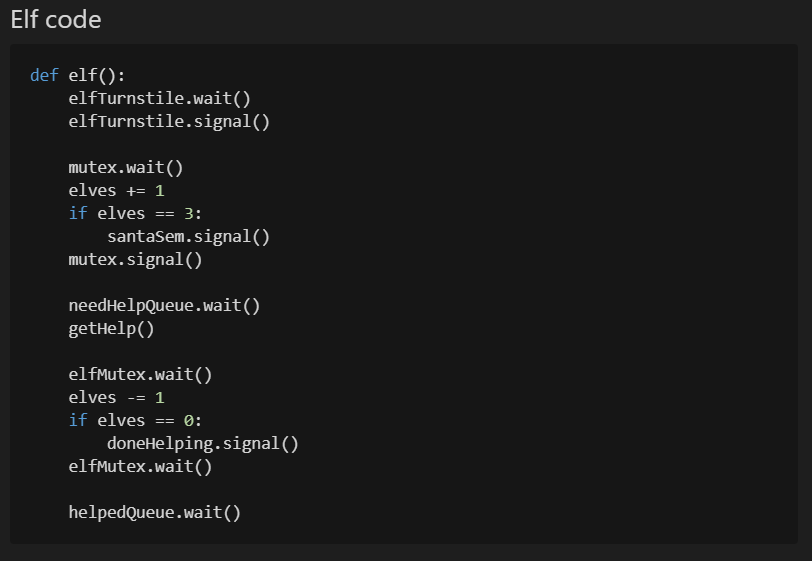 Elf code
def elf():
    elfTurnstile.wait()
    elfTurnstile.signal()
    mutex.wait()
    elves += 1
    if elves == 3:
        santaSem.signal()
    mutex.signal()
    needHelpQueue.wait()
    getHelp()
    elfMutex.wait()
    elves -= 1
    if elves == 0:
        doneHelping.signal()
    elfMutex.wait()
    helpedQueue.wait()